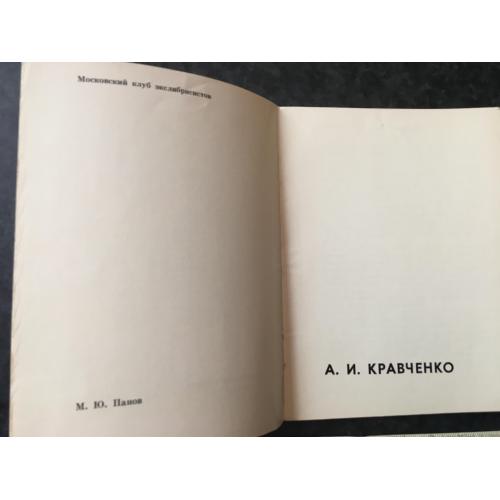 Московский клуб экслибрисистов
М. Ю. Панов
А. И. КРАВЧЕНКО